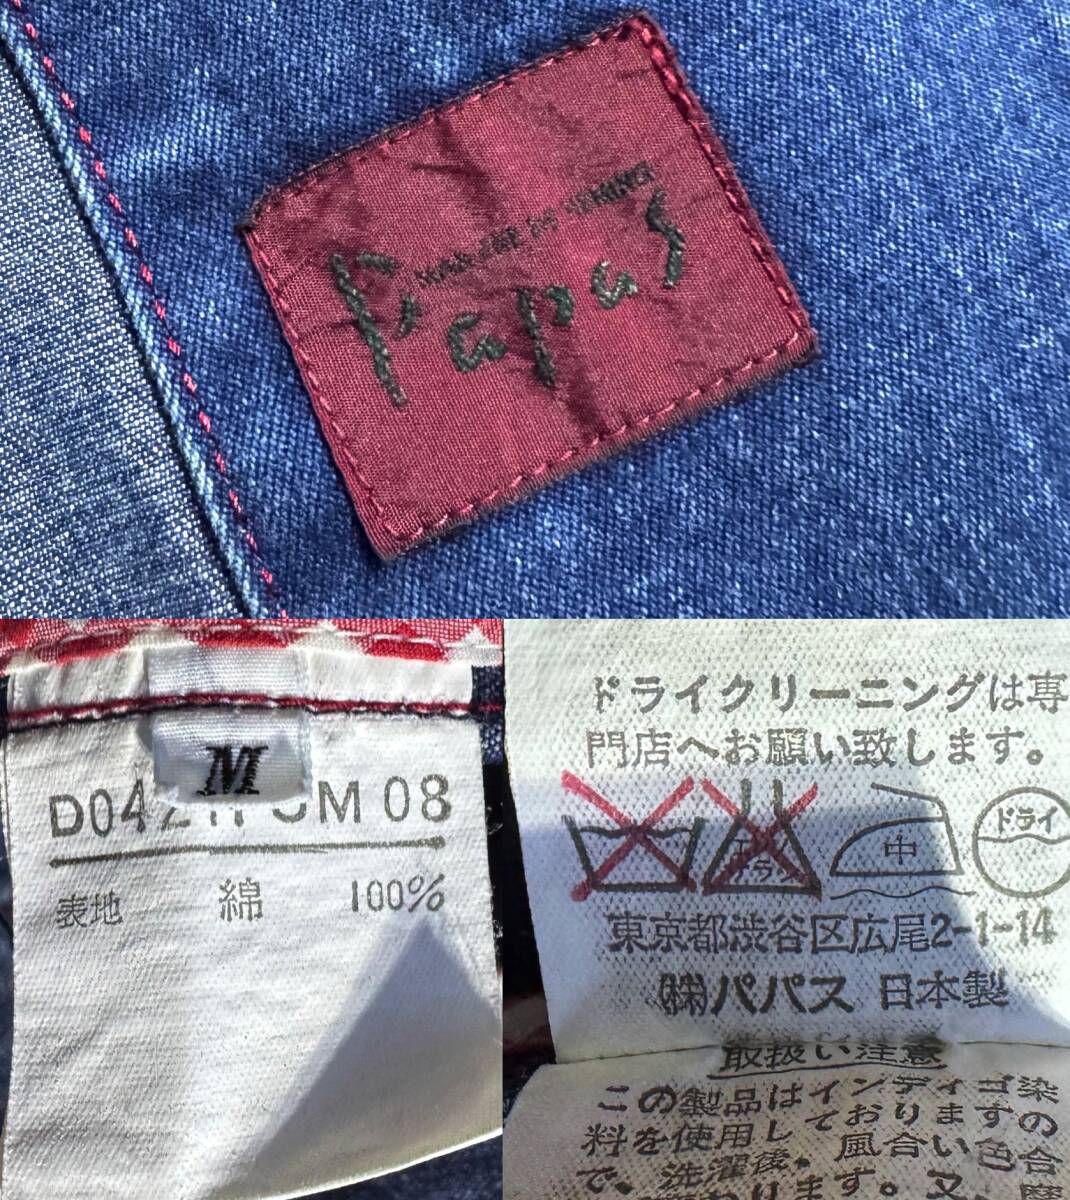 Papas
M
D04
M 08
表地 綿 100%
ドライクリーニングは専
門店へお願い致します。
中 ドライ
東京都渋谷区広尾2-1-14
㈱パパス 日本製
取扱い注意
この製品はインディゴ染
料を使用しております の
で、洗濯後、風合い 色合